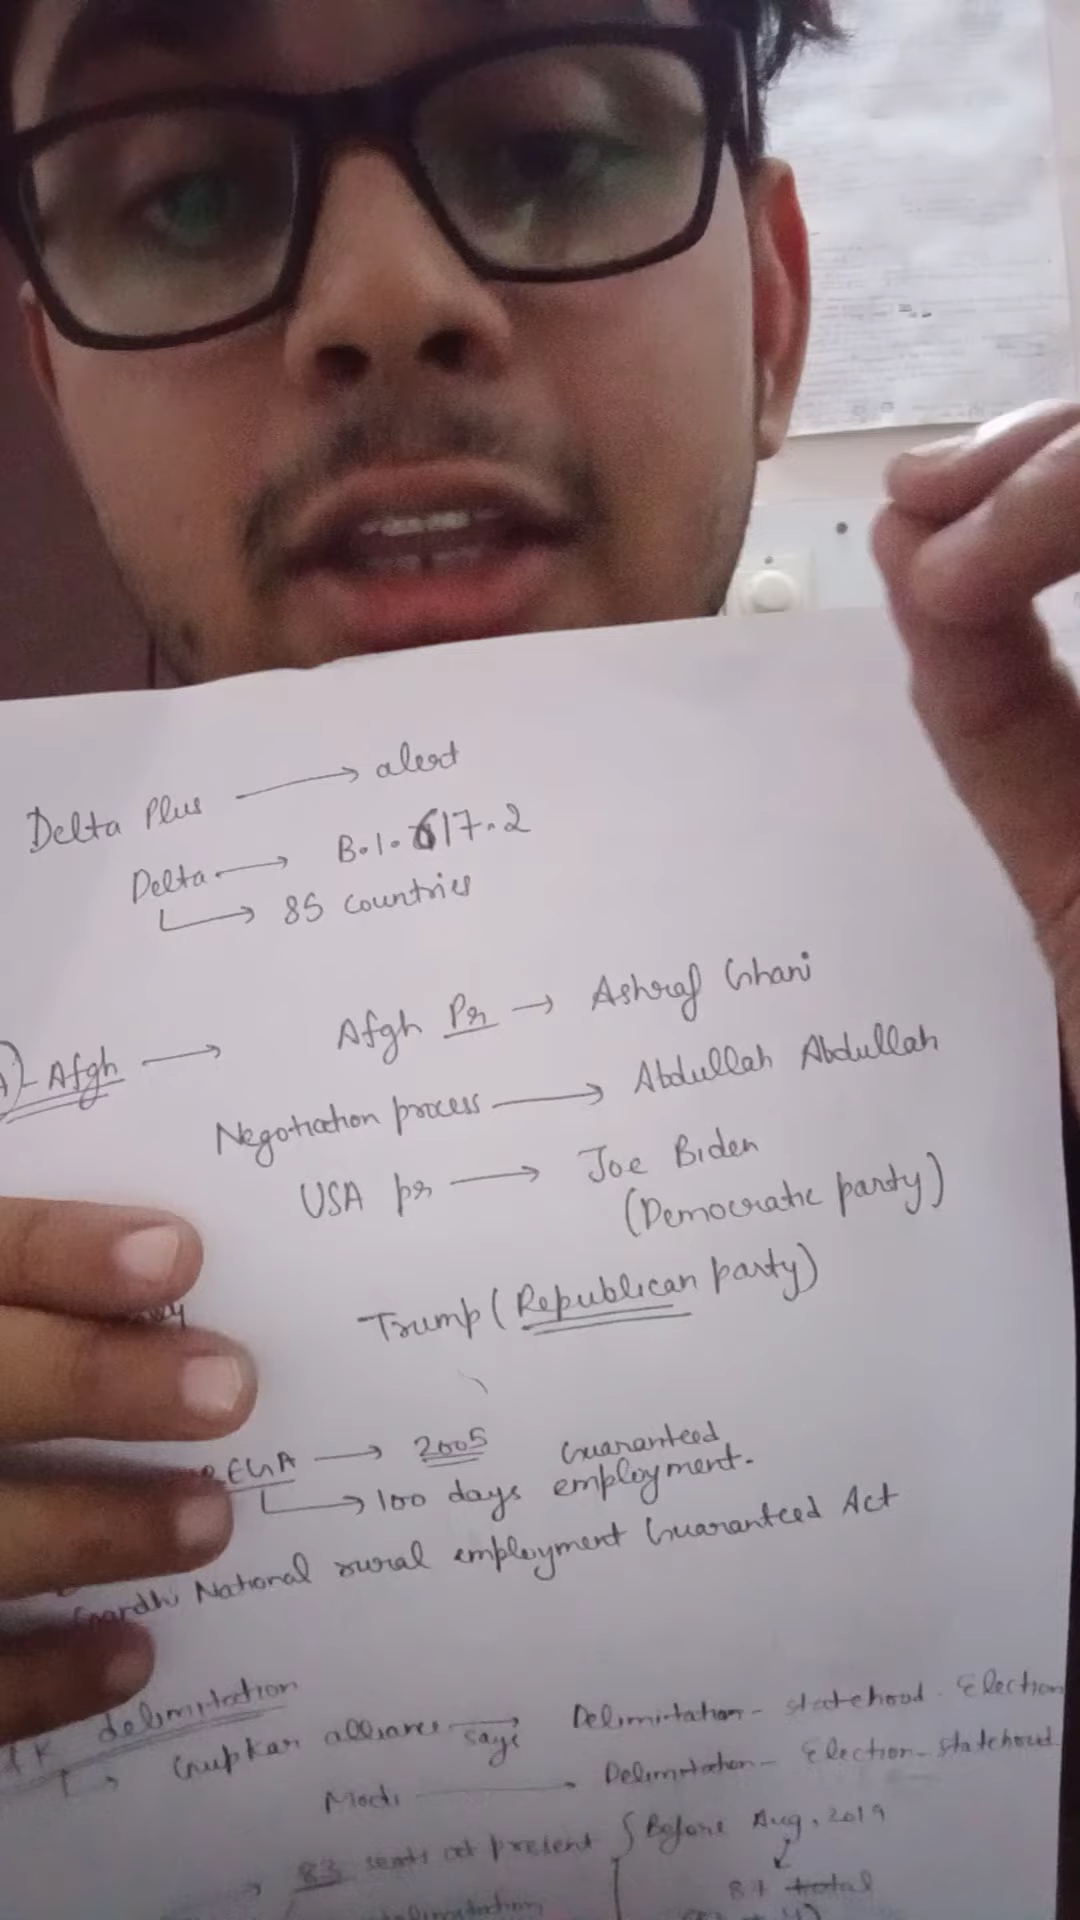 Delta Plus → alert
Delta → B.1.617.2
→ 85 countries
A)- Afgh → Afgh Pr → Ashraf Ghani
Negotiation process → Abdullah Abdullah
USA pr → Joe Biden
(Democratic party)
Trump (Republican party)
EGA → 2005 Guaranteed
→ 100 days employment.
Gandhi National rural employment Guaranteed Act
K delimitation
→ Gupkar alliance says → Delimitation - statehood - Election
Modi → Delimitation - Election - statehood
→ 83 seats at present { Before Aug, 2019
delimitation 87 total